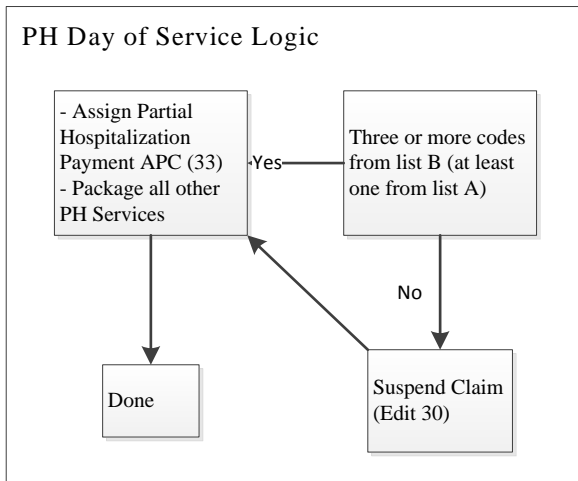 PH Day of Service Logic
- Assign Partial
Hospitalization
Payment APC (33)
- Package all other
PH Services
Yes
Three or more codes
from list B (at least
one from list A)
No
Done
Suspend Claim
(Edit 30)